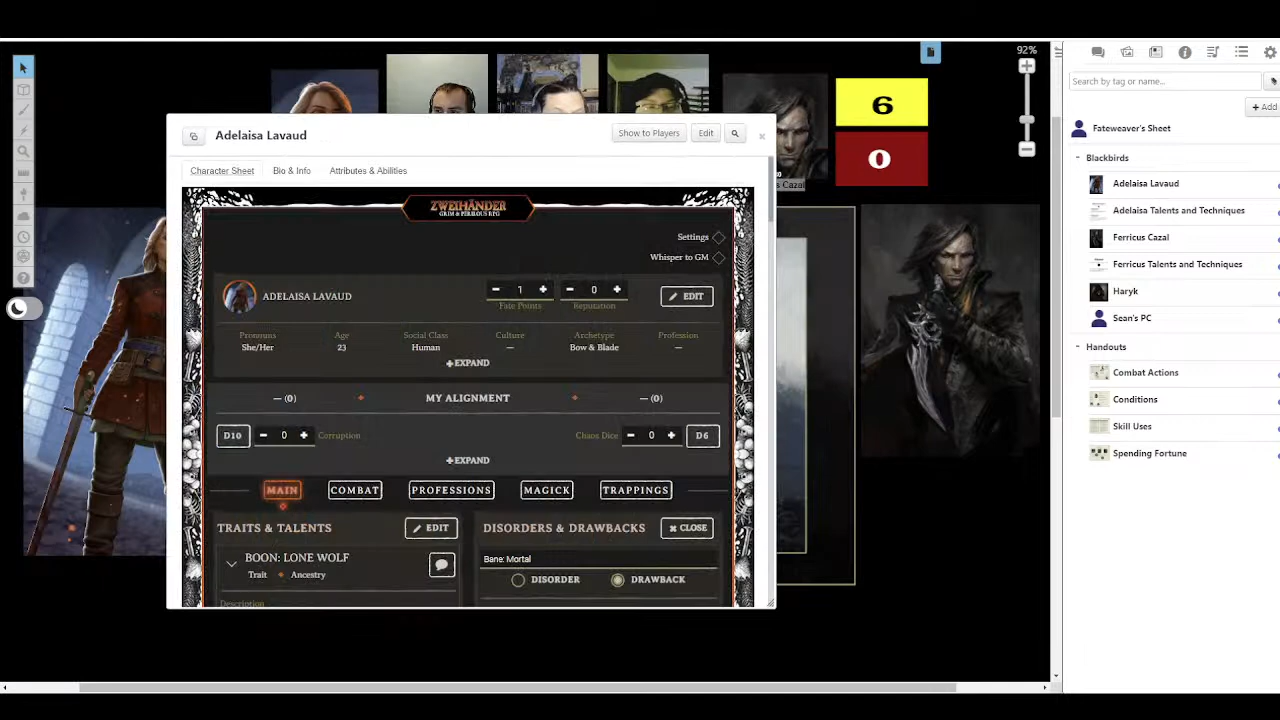 92%
6
0
s Cazal
Adelaisa Lavaud
Show to Players
Edit
Character Sheet
Bio & Info
Attributes & Abilities
ZWEIHÄNDER
GRIM & PERILOUS RPG
Settings
Whisper to GM
ADELAISA LAVAUD
1
0
EDIT
Fate Points
Reputation
Pronouns
Age
Social Class
Culture
Archetype
Profession
She/Her
23
Human
—
Bow & Blade
—
+EXPAND
— (0)
MY ALIGNMENT
— (0)
D10
0
Corruption
Chaos Dice
0
D6
+EXPAND
MAIN
COMBAT
PROFESSIONS
MAGICK
TRAPPINGS
TRAITS & TALENTS
EDIT
DISORDERS & DRAWBACKS
CLOSE
BOON: LONE WOLF
Trait
Ancestry
Description
Bane: Mortal
DISORDER
DRAWBACK
Search by tag or name...
+ Add
Fateweaver's Sheet
Blackbirds
Adelaisa Lavaud
Adelaisa Talents and Techniques
Ferricus Cazal
Ferricus Talents and Techniques
Haryk
Sean's PC
Handouts
Combat Actions
Conditions
Skill Uses
Spending Fortune